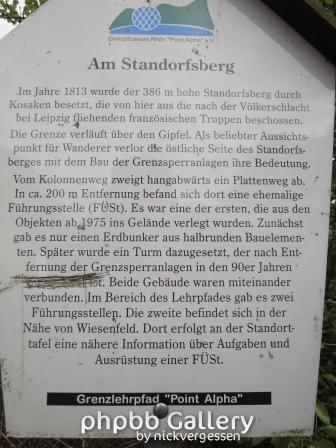 Grenzmuseum Rhön "Point Alpha" e.V.
Am Standorfsberg
Im Jahre 1813 wurde der 386 m hohe Standorfsberg durch
Kosaken besetzt, die von hier aus die nach der Völkerschlacht
bei Leipzig fliehenden französischen Truppen beschossen.
Die Grenze verläuft über den Gipfel. Als beliebter Aussichts-
punkt für Wanderer verlor die östliche Seite des Standorfs-
berges mit dem Bau der Grenzsperranlagen ihre Bedeutung.
Vom Kolonnenweg zweigt hangabwärts ein Plattenweg ab.
In ca. 200 m Entfernung befand sich dort eine ehemalige
Führungsstelle (FÜSt). Es war eine der ersten, die aus den
Objekten ab 1975 ins Gelände verlegt wurden. Zunächst
gab es nur einen Erdbunker aus halbrunden Bauelemen-
ten. Später wurde ein Turm dazugesetzt, der nach Ent-
fernung der Grenzsperranlagen in den 90er Jahren
ist. Beide Gebäude waren miteinander
verbunden. Im Bereich des Lehrpfades gab es zwei
Führungsstellen. Die zweite befindet sich in der
Nähe von Wiesenfeld. Dort erfolgt an der Standort-
tafel eine nähere Information über Aufgaben und
Ausrüstung einer FÜSt.
Grenzlehrpfad "Point Alpha"
phpbb Gallery
by nickvergessen